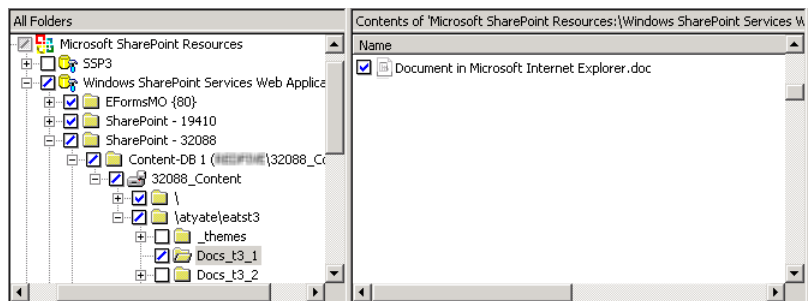 All Folders
Microsoft SharePoint Resources
SSP3
Windows SharePoint Services Web Applica
EFormsMO {80}
SharePoint - 19410
SharePoint - 32088
Content-DB 1 ( \32088_Co
32088_Content
\
\atyate\eatst3
_themes
Docs_t3_1
Docs_t3_2
Contents of 'Microsoft SharePoint Resources:\Windows SharePoint Services W
Name
Document in Microsoft Internet Explorer.doc